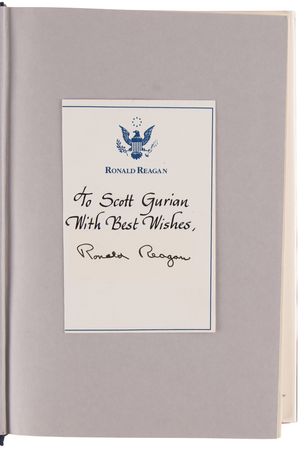 RONALD REAGAN
To Scott Gurian
With Best Wishes,
Ronald Reagan